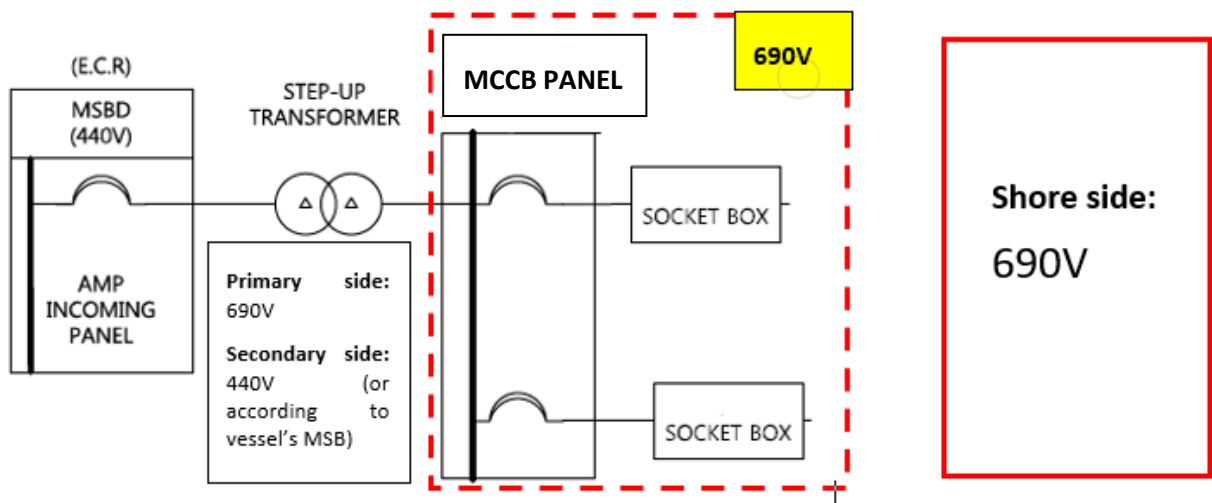 (E.C.R)
MSBD
(440V)
AMP
INCOMING
PANEL
STEP-UP
TRANSFORMER
Primary side:
690V
Secondary side:
440V (or
according to
vessel's MSB)
MCCB PANEL
690V
SOCKET BOX
SOCKET BOX
Shore side:
690V